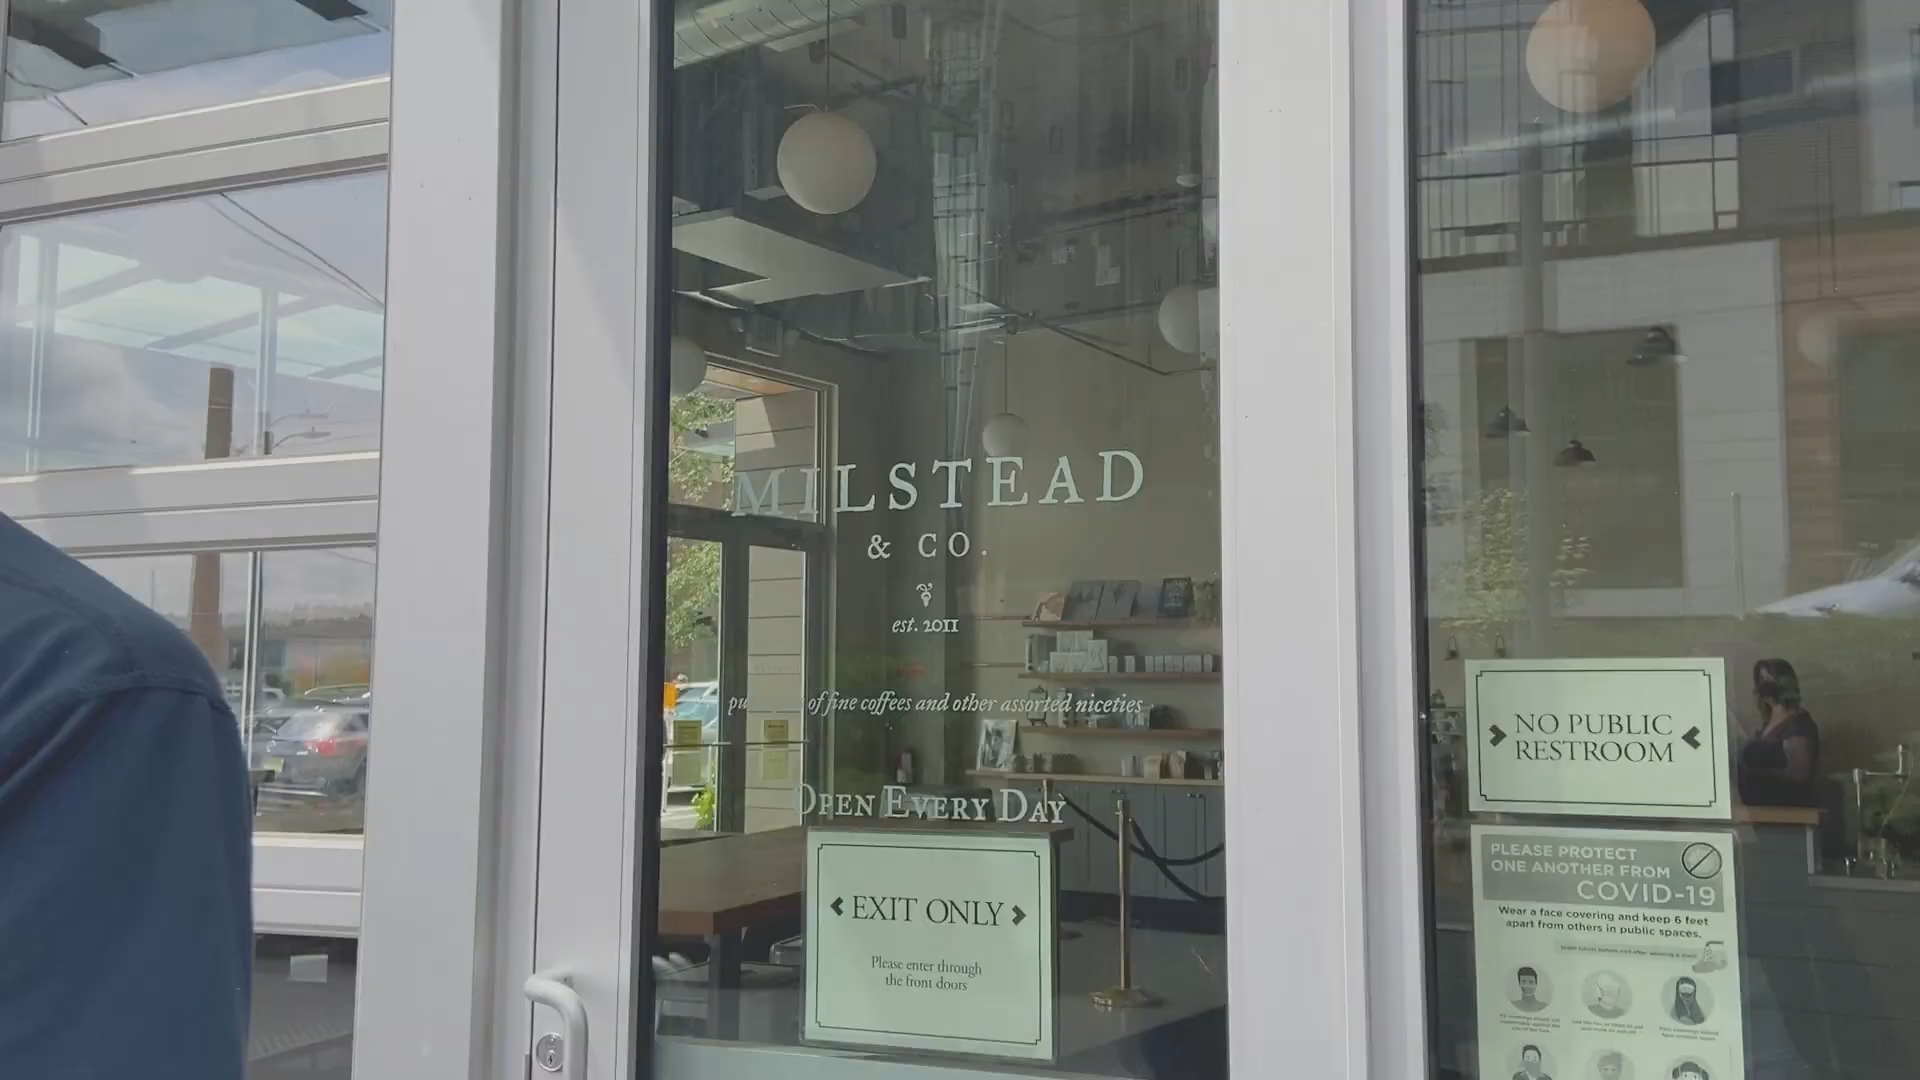 MILSTEAD
& CO.
est. 2011
of fine coffees and other assorted niceties
OPEN EVERY DAY
EXIT ONLY
Please enter through
the front doors
NO PUBLIC
RESTROOM
PLEASE PROTECT
ONE ANOTHER FROM
COVID-19
Wear a face covering and keep 6 feet
apart from others in public spaces.